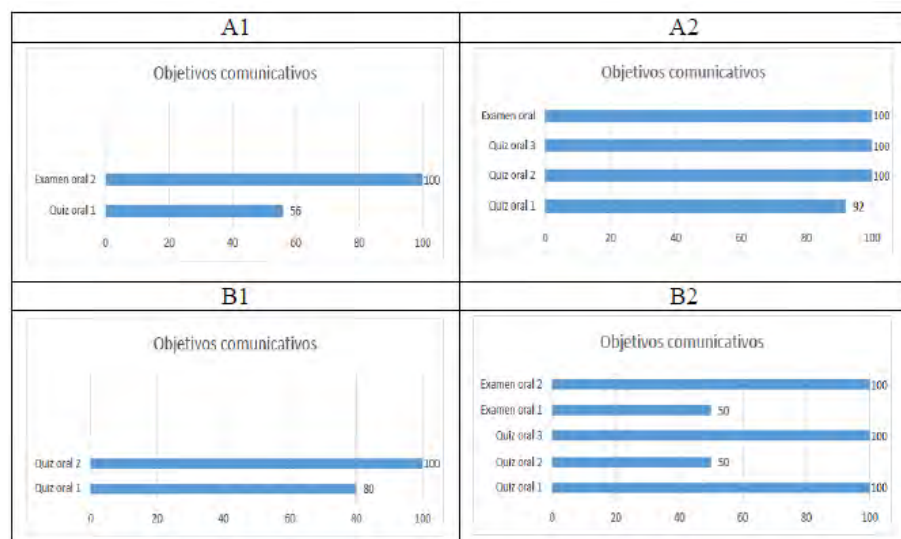 A1
A2
Objetivos comunicativos
Examen oral 2
100
Quiz oral 1
56
0 20 40 60 80 100
Objetivos comunicativos
Examen oral
100
Quiz oral 3
100
Quiz oral 2
100
Quiz oral 1
92
0 20 40 60 80 100
B1
B2
Objetivos comunicativos
Quiz oral 2
100
Quiz oral 1
80
0 20 40 60 80 100
Objetivos comunicativos
Examen oral 2
100
Examen oral 1
50
Quiz oral 3
100
Quiz oral 2
50
Quiz oral 1
100
0 20 40 60 80 100